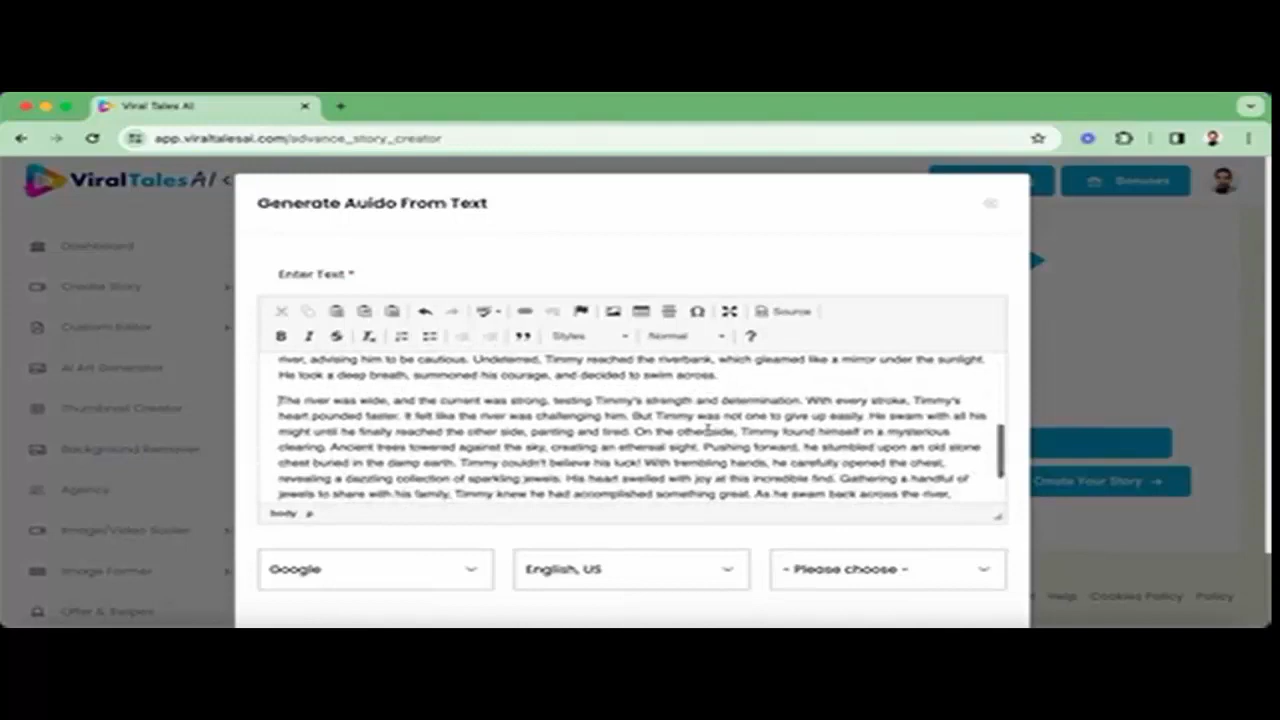 Viral Tales AI
app.viraltalesai.com/advance_story_creator
ViralTales AI
Bonuses
Generate Auido From Text
Dashboard
Enter Text *
Create Story
Source
Custom Editor
Styles
Normal
AI Art Generator
river, advising him to be cautious. Undeterred, Timmy reached the riverbank, which gleamed like a mirror under the sunlight.
He took a deep breath, summoned his courage, and decided to swim across.
Thumbnail Creator
The river was wide, and the current was strong, testing Timmy's strength and determination. With every stroke, Timmy's
heart pounded faster. It felt like the river was challenging him. But Timmy was not one to give up easily. He swam with all his
might until he finally reached the other side, panting and tired. On the other side, Timmy found himself in a mysterious
clearing. Ancient trees towered against the sky, creating an ethereal sight. Pushing forward, he stumbled upon an old stone
Background Remover
chest buried in the damp earth. Timmy couldn't believe his luck! With trembling hands, he carefully opened the chest,
revealing a dazzling collection of sparkling jewels. His heart swelled with joy at this incredible find. Gathering a handful of
Create Your Story
Agency
jewels to share with his family, Timmy knew he had accomplished something great. As he swam back across the river,
body p
Image/Video Scaler
Google
English, US
- Please choose -
Image Former
Help
Cookies Policy
Policy
Offer & Swipes